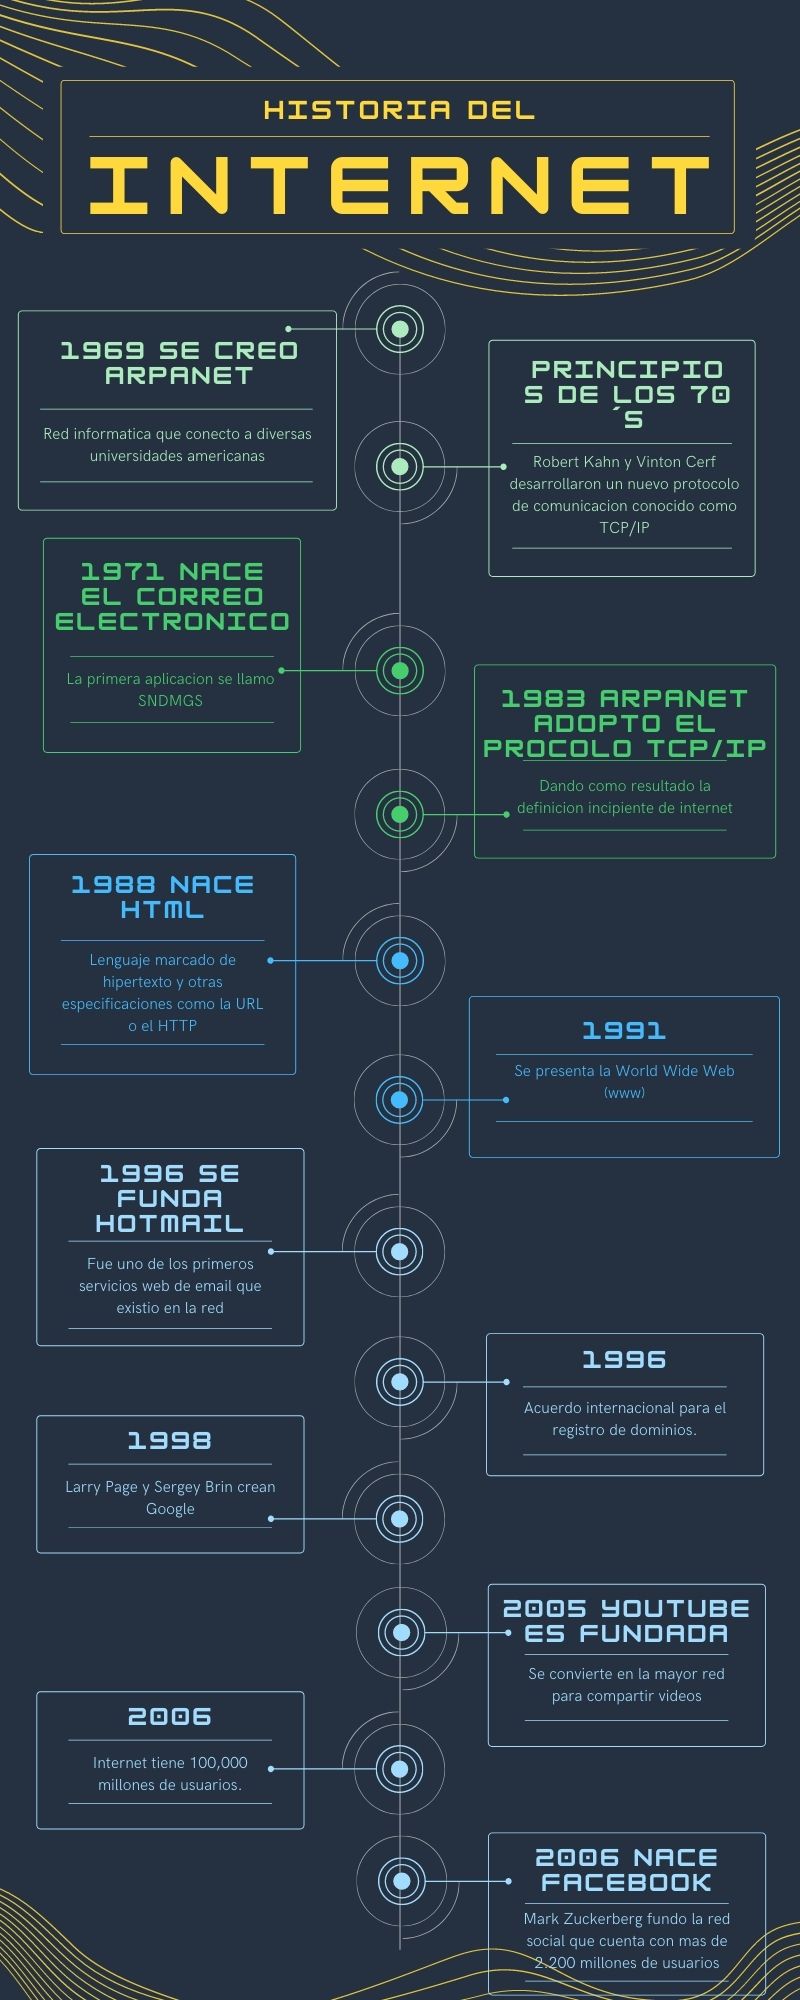 HISTORIA DEL
INTERNET
1969 SE CREO
ARPANET
Red informatica que conecto a diversas
universidades americanas
PRINCIPIO
S DE LOS 70
´S
Robert Kahn y Vinton Cerf
desarrollaron un nuevo protocolo
de comunicacion conocido como
TCP/IP
1971 NACE
EL CORREO
ELECTRONICO
La primera aplicacion se llamo
SNDMGS
1983 ARPANET
ADOPTO EL
PROCOLO TCP/IP
Dando como resultado la
definicion incipiente de internet
1988 NACE
HTML
Lenguaje marcado de
hipertexto y otras
especificaciones como la URL
o el HTTP
1991
Se presenta la World Wide Web
(www)
1996 SE
FUNDA
HOTMAIL
Fue uno de los primeros
servicios web de email que
existio en la red
1996
Acuerdo internacional para el
registro de dominios.
1998
Larry Page y Sergey Brin crean
Google
2005 YOUTUBE
ES FUNDADA
Se convierte en la mayor red
para compartir videos
2006
Internet tiene 100,000
millones de usuarios.
2006 NACE
FACEBOOK
Mark Zuckerberg fundo la red
social que cuenta con mas de
2.200 millones de usuarios